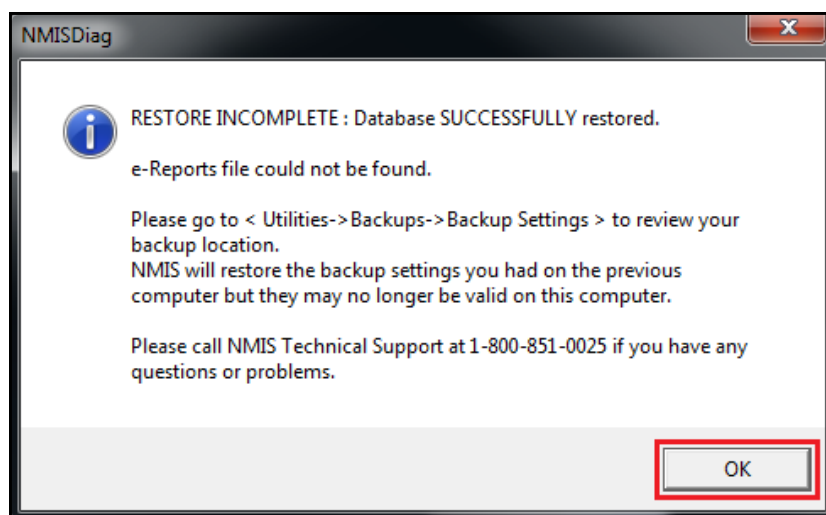 NMISDiag
RESTORE INCOMPLETE : Database SUCCESSFULLY restored.
e-Reports file could not be found.
Please go to < Utilities->Backups->Backup Settings > to review your
backup location.
NMIS will restore the backup settings you had on the previous
computer but they may no longer be valid on this computer.
Please call NMIS Technical Support at 1-800-851-0025 if you have any
questions or problems.
OK